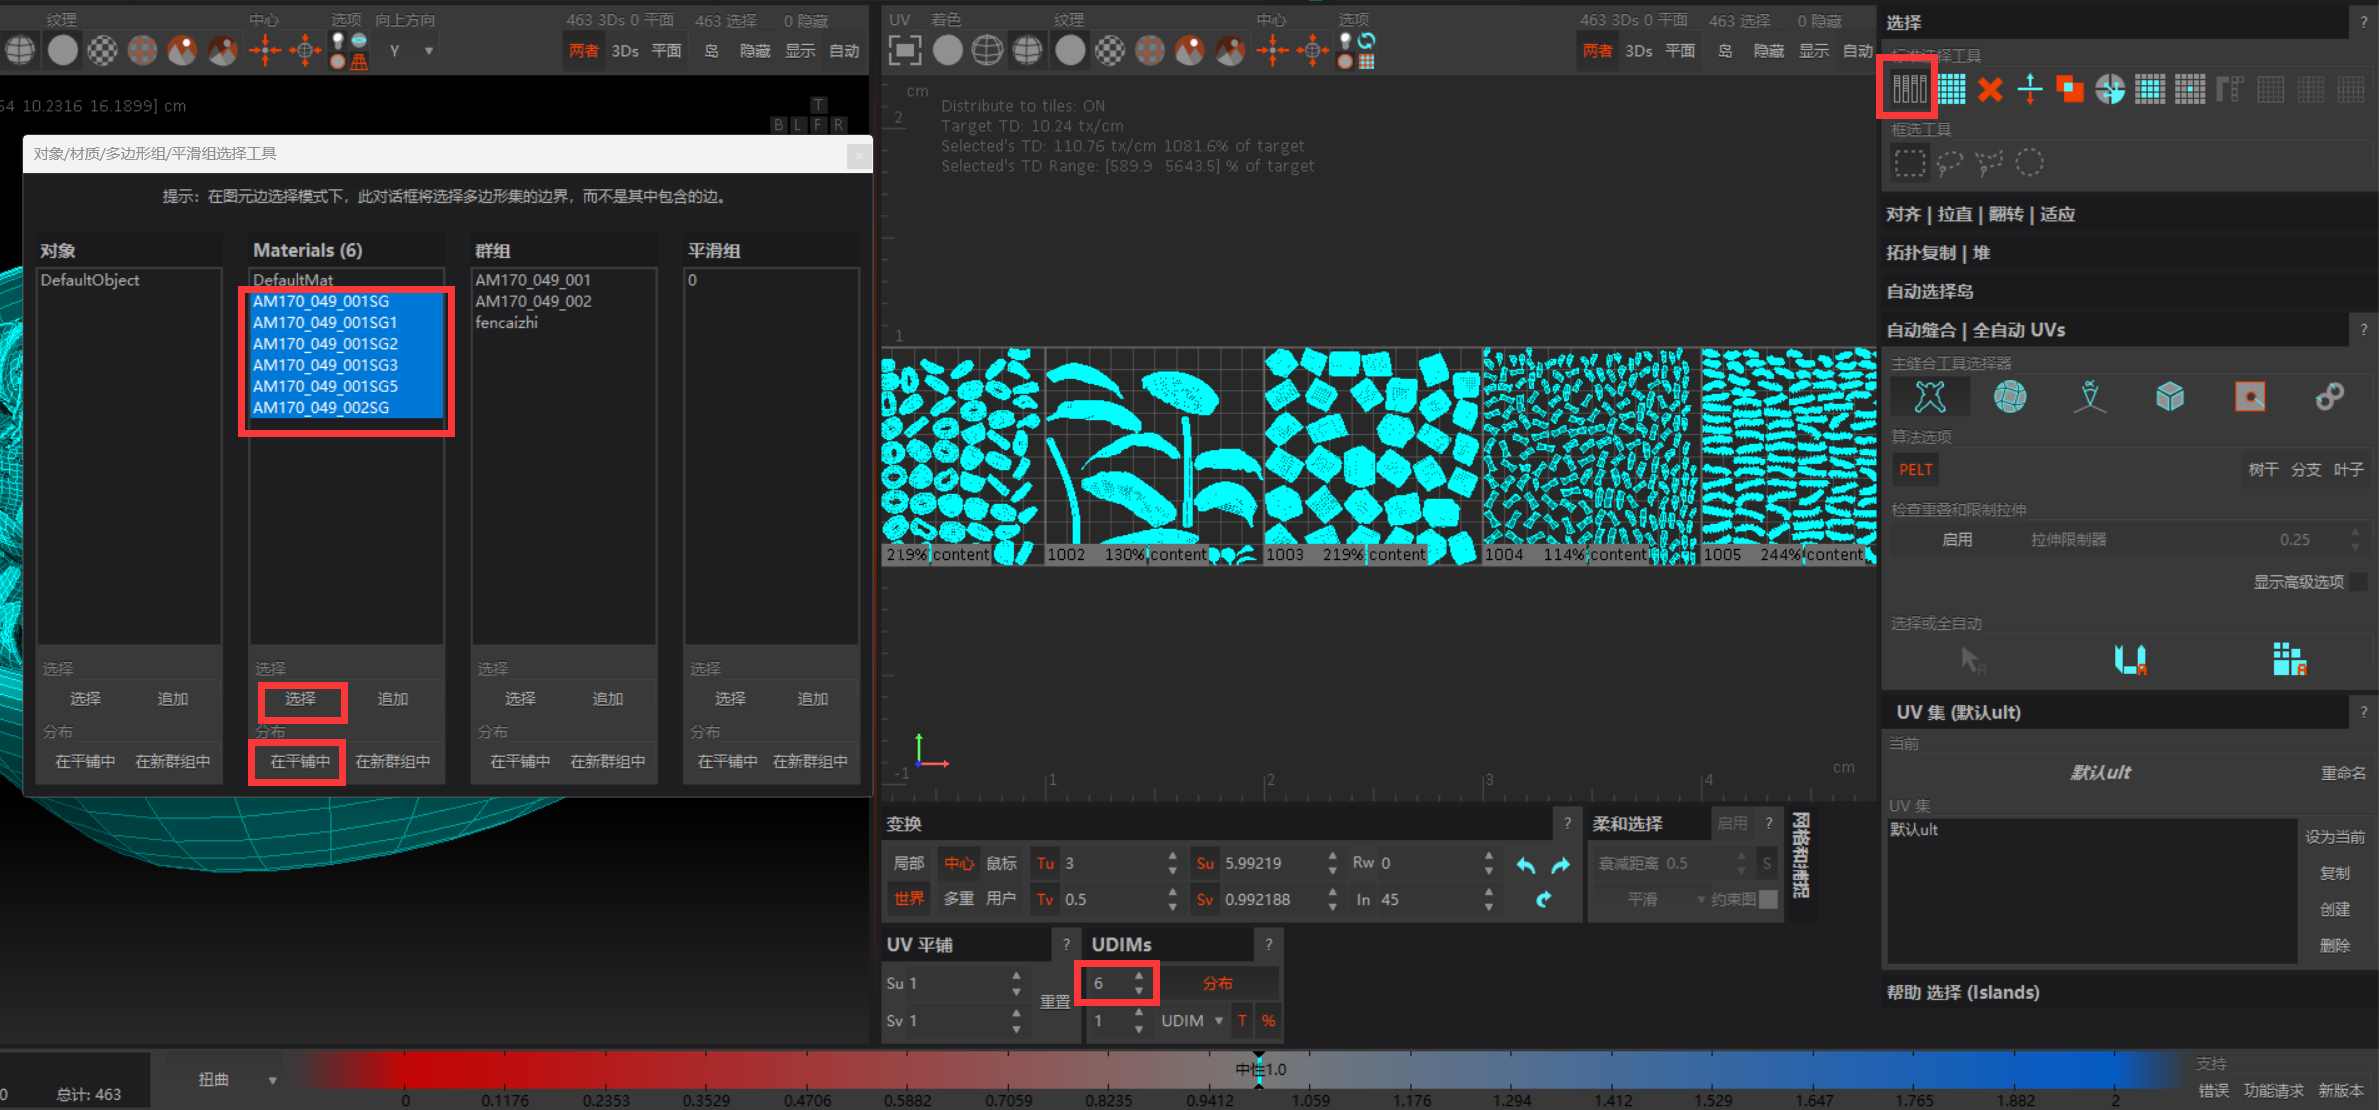 纹理
中心
选项
向上方向
463 3Ds 0 平面
463 选择
0 隐藏
Y
两者
3Ds
平面
岛
隐藏
显示
自动
54 10.2316 16.1899] cm
T
B
L
F
R
对象/材质/多边形组/平滑组选择工具
提示：在图元边选择模式下，此对话框将选择多边形集的边界，而不是其中包含的边。
对象
Materials (6)
群组
平滑组
DefaultObject
DefaultMat
AM170_049_001SG
AM170_049_001SG1
AM170_049_001SG2
AM170_049_001SG3
AM170_049_001SG5
AM170_049_002SG
AM170_049_001
AM170_049_002
fencaizhi
0
选择
选择
选择
选择
选择 追加
选择 追加
选择 追加
选择 追加
分布
分布
分布
分布
在平铺中 在新群组中
在平铺中 在新群组中
在平铺中 在新群组中
在平铺中 在新群组中
UV
着色
纹理
中心
选项
463 3Ds 0 平面
463 选择
0 隐藏
两者
3Ds
平面
岛
隐藏
显示
自动
cm
2
1
Distribute to tiles: ON
Target TD: 10.24 tx/cm
Selected's TD: 110.76 tx/cm 1081.6% of target
Selected's TD Range: [589.9 5643.5] % of target
219% content
1002 130% content
1003 219% content
1004 114% content
1005 244% content
-1
1
2
3
4
cm
变换
?
局部
中心
鼠标
Tu 3
Su 5.99219
Rw 0
世界
多重
用户
Tv 0.5
Sv 0.992188
In 45
柔和选择
启用
?
衰减距离 0.5
S
平滑
约束图
UV 平铺
?
Su 1
Sv 1
重置
UDIMs
?
6
分布
1
UDIM
T
%
选择
?
标准选择工具
框选工具
对齐 | 拉直 | 翻转 | 适应
拓扑复制 | 堆
自动选择岛
自动缝合 | 全自动 UVs
?
主缝合工具选择器
算法选项
PELT
树干 分支 叶子
检查重叠和限制拉伸
启用
拉伸限制器
0.25
显示高级选项
选择或全自动
UV 集 (默认ult)
?
当前
默认ult
重命名
UV 集
默认ult
设为当前
复制
创建
删除
帮助 选择 (Islands)
0
总计: 463
扭曲
中性1.0
0
0.1176
0.2353
0.3529
0.4706
0.5882
0.7059
0.8235
0.9412
1.059
1.176
1.294
1.412
1.529
1.647
1.765
1.882
2
支持
错误
功能请求
新版本